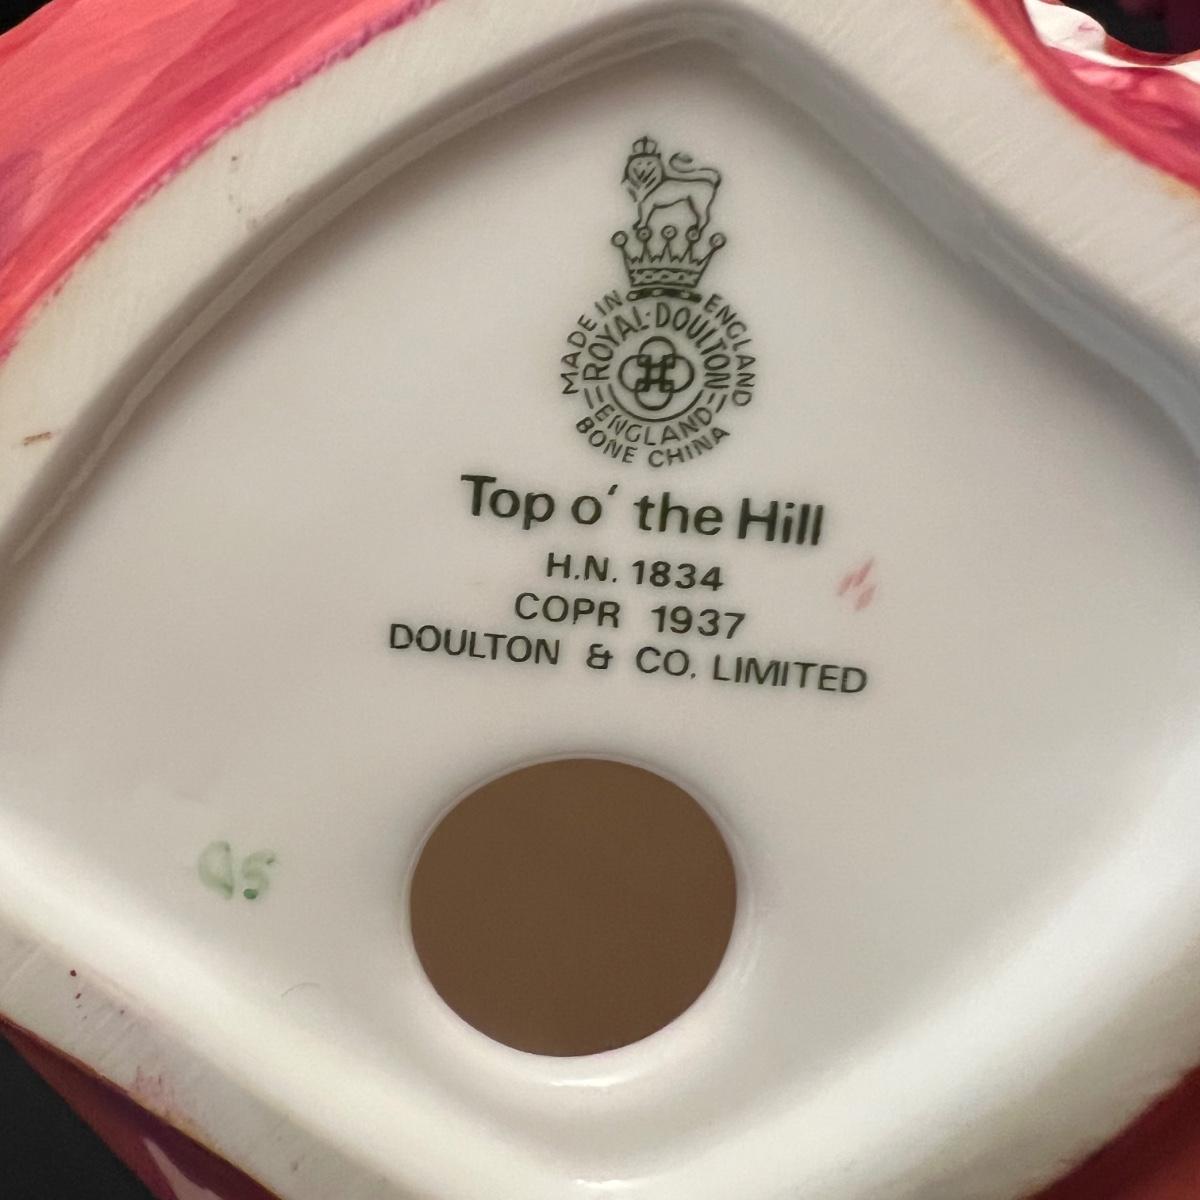 MADE IN ENGLAND
ROYAL·DOULTON
ENGLAND
BONE CHINA
Top o' the Hill
H.N. 1834
COPR 1937
DOULTON & CO. LIMITED